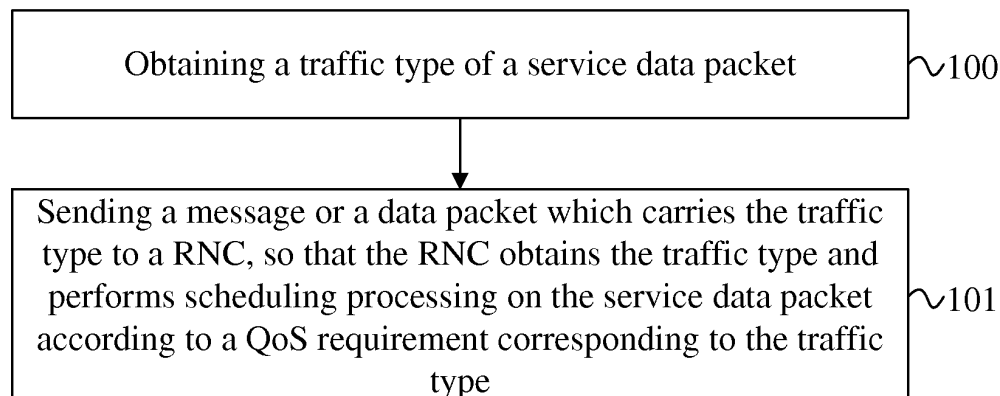 Obtaining a traffic type of a service data packet
100
Sending a message or a data packet which carries the traffic
type to a RNC, so that the RNC obtains the traffic type and
performs scheduling processing on the service data packet
101
according to a QoS requirement corresponding to the traffic
type